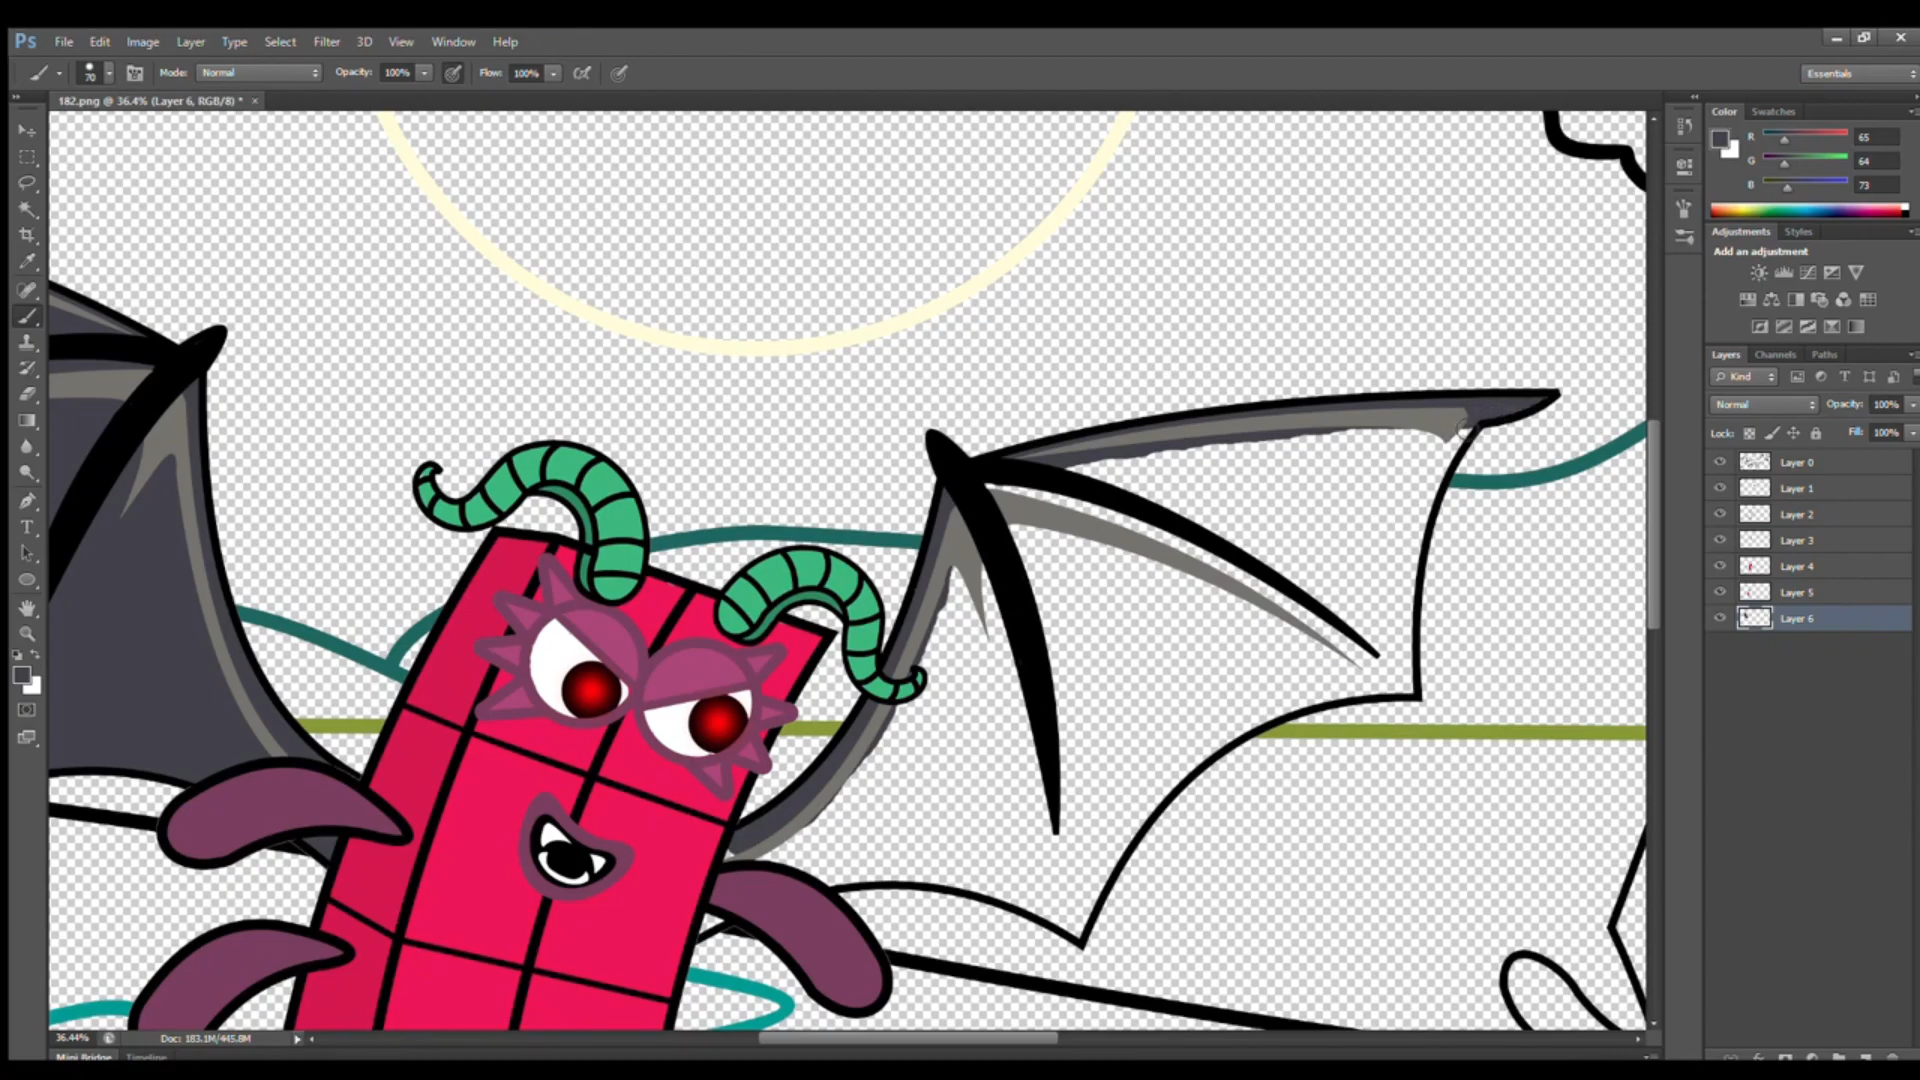 Ps File Edit Image Layer Type Select Filter 3D View Window Help
70 Mode: Normal Opacity: 100% Flow: 100% Essentials
182.png @ 36.4% (Layer 6, RGB/8) * ×
Color Swatches
R 65
G 64
B 73
Adjustments Styles
Add an adjustment
Layers Channels Paths
Kind
Normal Opacity: 100%
Lock: Fill: 100%
Layer 0
Layer 1
Layer 2
Layer 3
Layer 4
Layer 5
Layer 6
36.44% Doc: 183.1M/445.8M
Mini Bridge Timeline